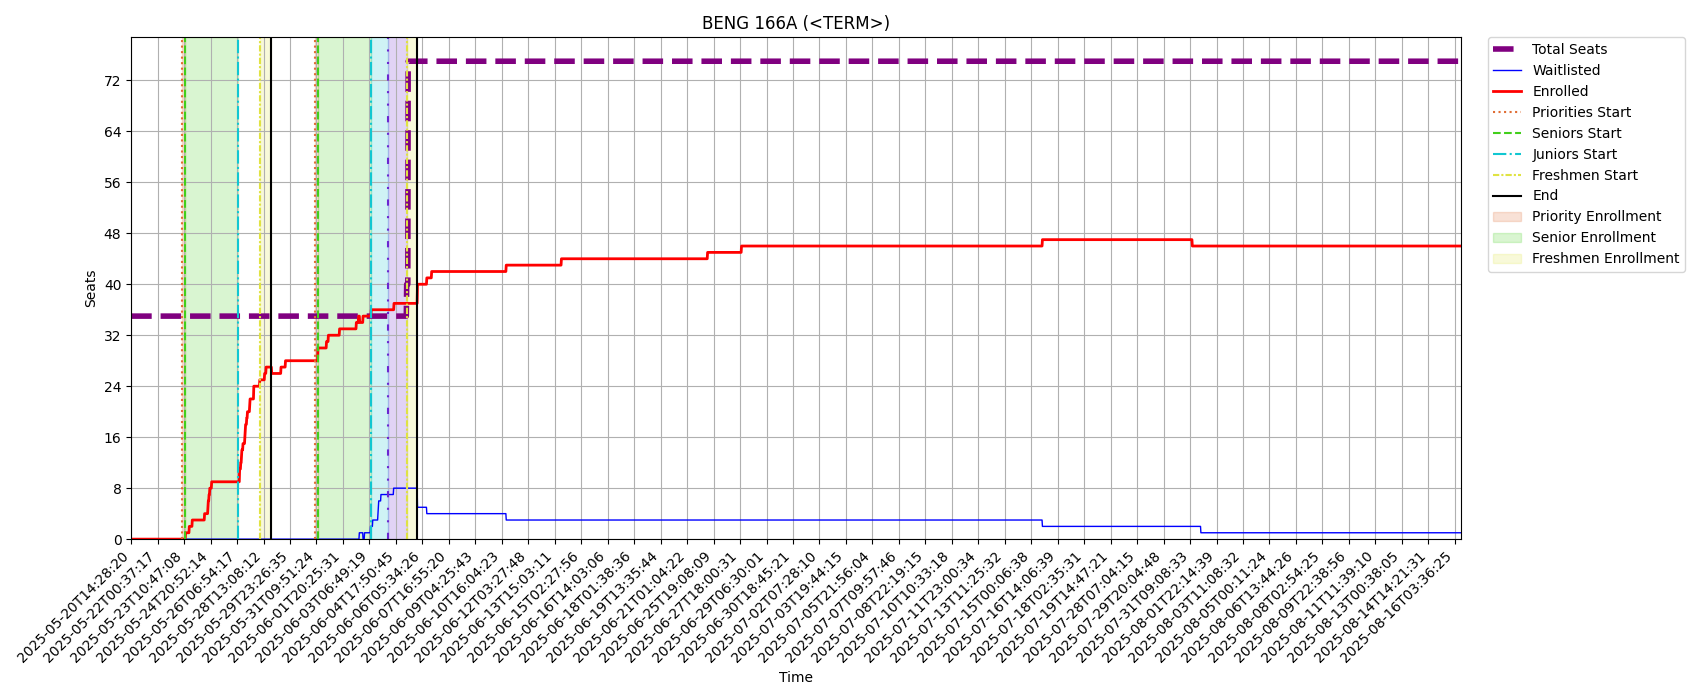 BENG 166A (<TERM>)
Total Seats
Waitlisted
Enrolled
Priorities Start
Seniors Start
Juniors Start
Freshmen Start
End
Priority Enrollment
Senior Enrollment
Freshmen Enrollment
Seats
72
64
56
48
40
32
24
16
8
0
2025-05-20T14:28:20
2025-05-22T00:37:17
2025-05-23T10:47:08
2025-05-24T20:52:14
2025-05-26T06:54:17
2025-05-28T13:08:12
2025-05-29T23:26:35
2025-05-31T09:51:24
2025-06-01T20:25:31
2025-06-03T06:49:19
2025-06-04T17:50:45
2025-06-06T05:34:26
2025-06-07T16:55:20
2025-06-09T04:25:43
2025-06-10T16:04:23
2025-06-12T03:27:48
2025-06-13T15:03:11
2025-06-15T02:27:56
2025-06-16T14:03:06
2025-06-18T01:38:36
2025-06-19T13:35:44
2025-06-21T01:04:22
2025-06-25T19:08:09
2025-06-27T18:00:31
2025-06-29T06:30:01
2025-06-30T18:45:21
2025-07-02T07:28:10
2025-07-03T19:44:15
2025-07-05T21:56:04
2025-07-07T09:57:46
2025-07-08T22:19:15
2025-07-10T10:33:18
2025-07-11T23:00:34
2025-07-13T11:25:32
2025-07-15T00:06:38
2025-07-16T14:06:39
2025-07-18T02:35:31
2025-07-19T14:47:21
2025-07-28T07:04:15
2025-07-29T20:04:48
2025-07-31T09:08:33
2025-08-01T22:14:39
2025-08-03T11:08:32
2025-08-05T00:11:24
2025-08-06T13:44:26
2025-08-08T02:54:25
2025-08-09T22:38:56
2025-08-11T11:39:10
2025-08-13T00:38:05
2025-08-14T14:21:31
2025-08-16T03:36:25
Time